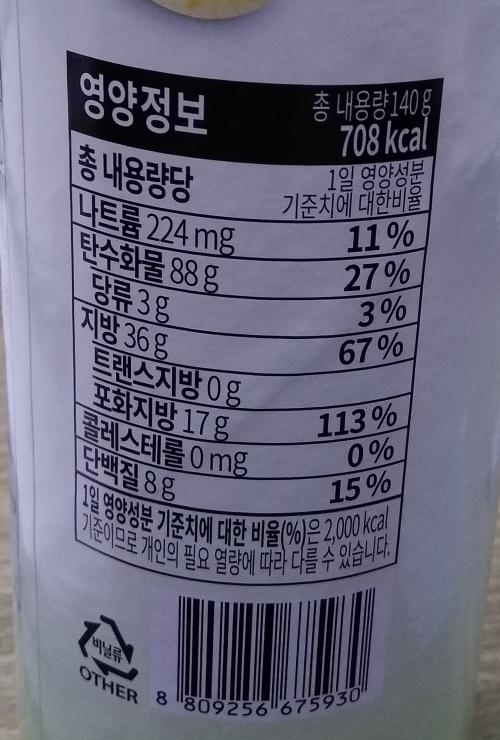 영양정보
총 내용량 140 g
708 kcal
총 내용량당
1일 영양성분
기준치에 대한비율
나트륨 224 mg 11 %
탄수화물 88 g 27 %
당류 3 g 3 %
지방 36 g 67 %
트랜스지방 0 g
포화지방 17 g 113 %
콜레스테롤 0 mg 0 %
단백질 8 g 15 %
1일 영양성분 기준치에 대한 비율(%)은 2,000 kcal
기준이므로 개인의 필요 열량에 따라 다를 수 있습니다.
비닐류
OTHER
8 809256 675930